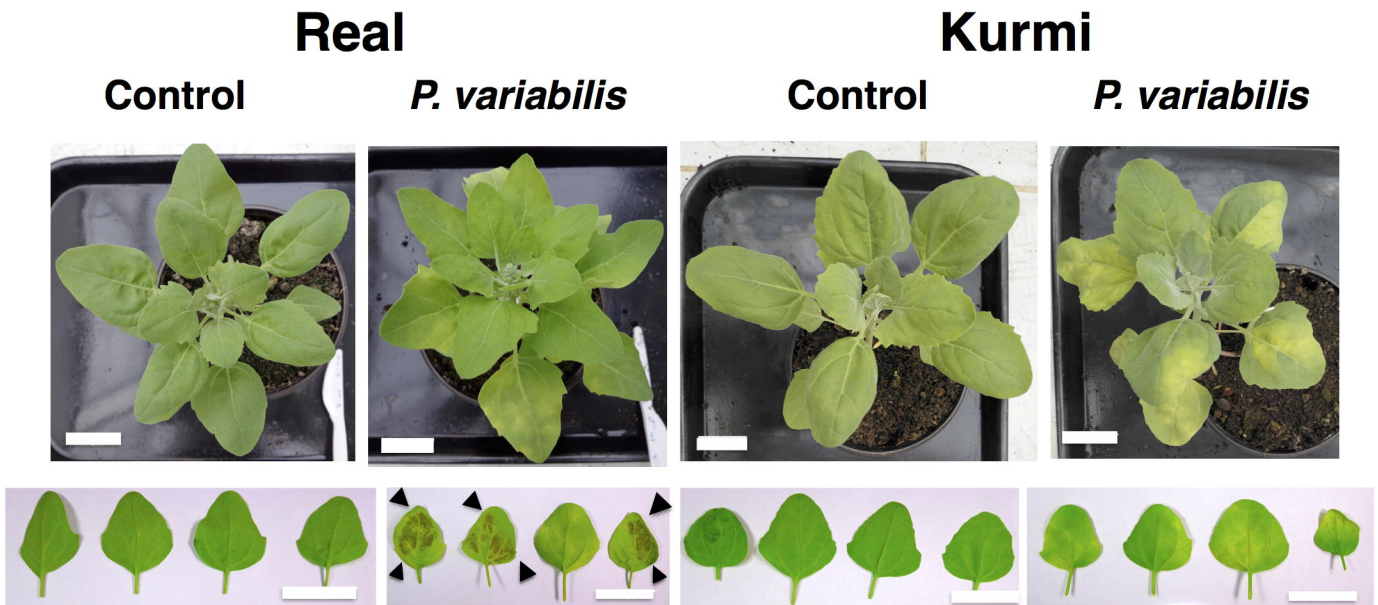 Real
Kurmi
Control
P. variabilis
Control
P. variabilis